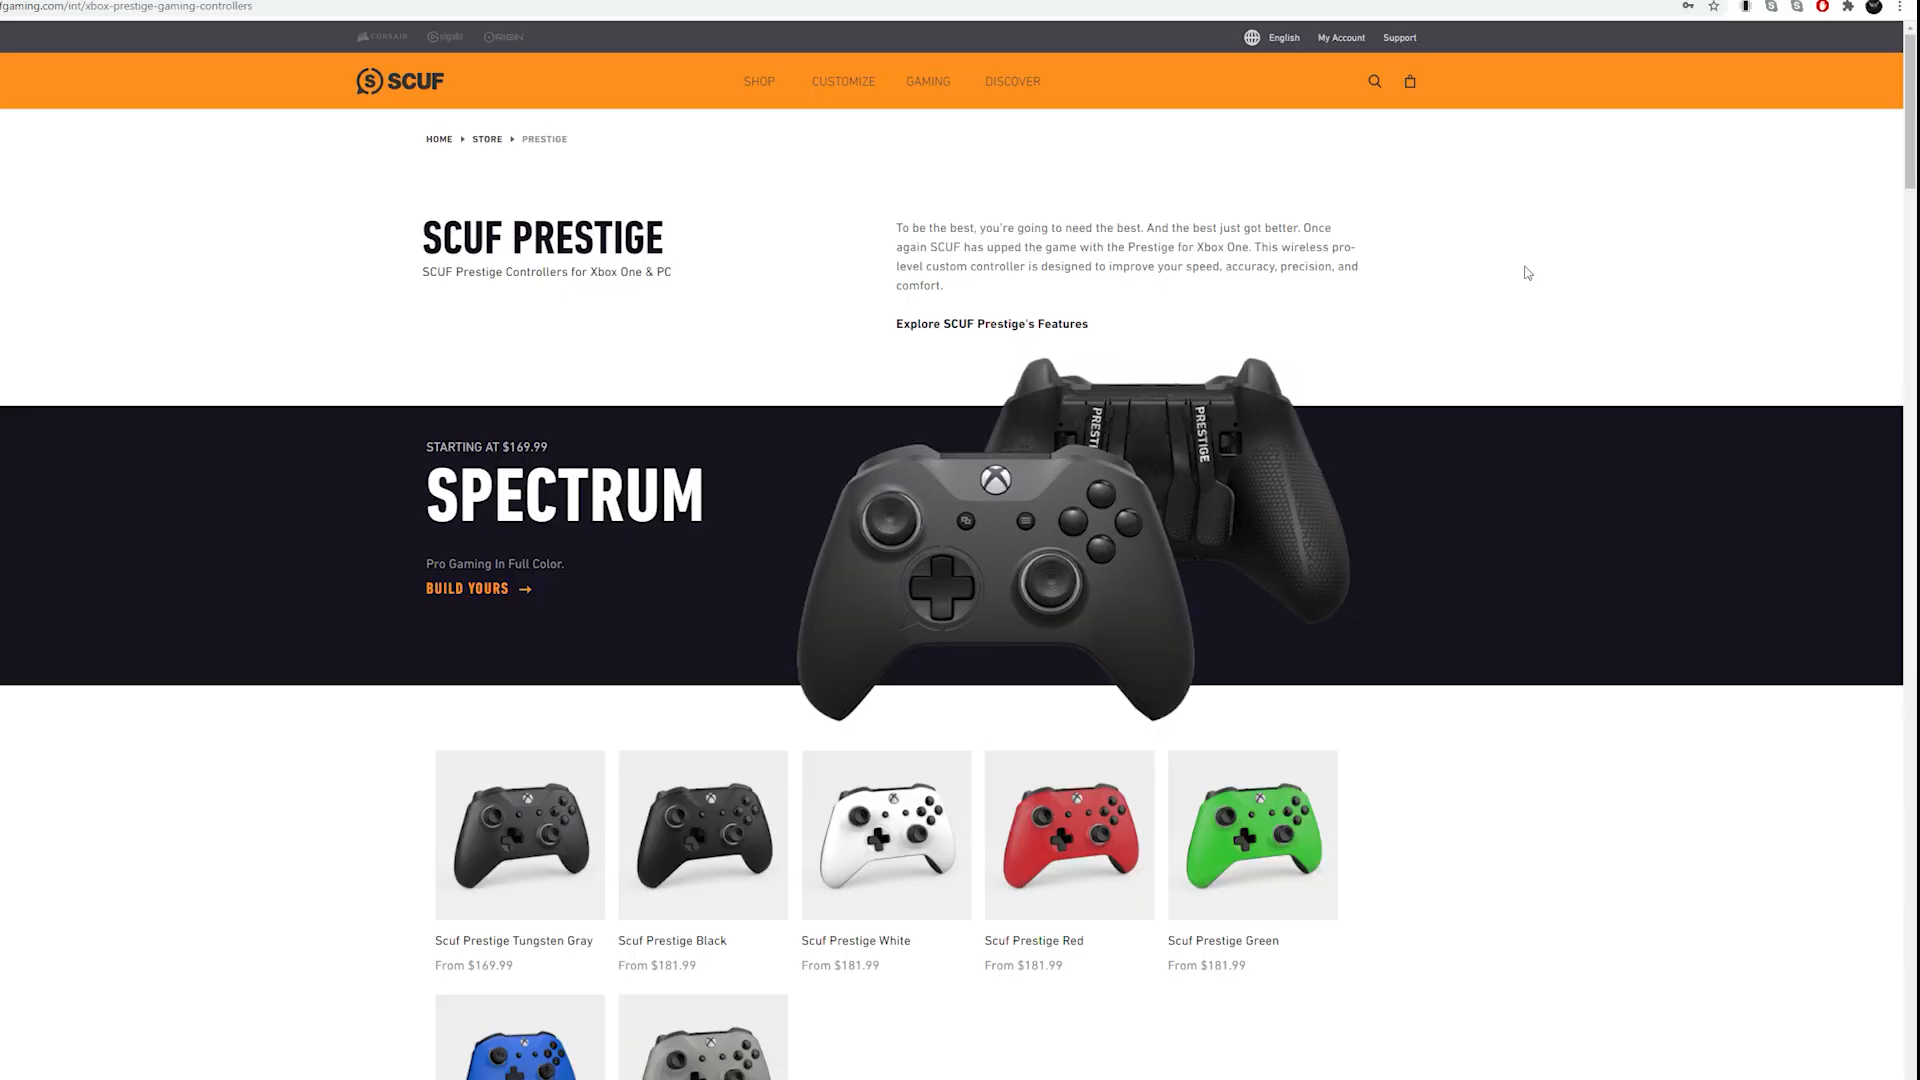 fgaming.com/int/xbox-prestige-gaming-controllers
CORSAIR elgato ORIGIN
English My Account Support
SCUF SHOP CUSTOMIZE GAMING DISCOVER
HOME STORE PRESTIGE
SCUF PRESTIGE
SCUF Prestige Controllers for Xbox One & PC
To be the best, you're going to need the best. And the best just got better. Once
again SCUF has upped the game with the Prestige for Xbox One. This wireless pro-
level custom controller is designed to improve your speed, accuracy, precision, and
comfort.
Explore SCUF Prestige's Features
STARTING AT $169.99
SPECTRUM
Pro Gaming In Full Color.
BUILD YOURS →
PRESTI
PRESTIGE
Scuf Prestige Tungsten Gray
From $169.99
Scuf Prestige Black
From $181.99
Scuf Prestige White
From $181.99
Scuf Prestige Red
From $181.99
Scuf Prestige Green
From $181.99